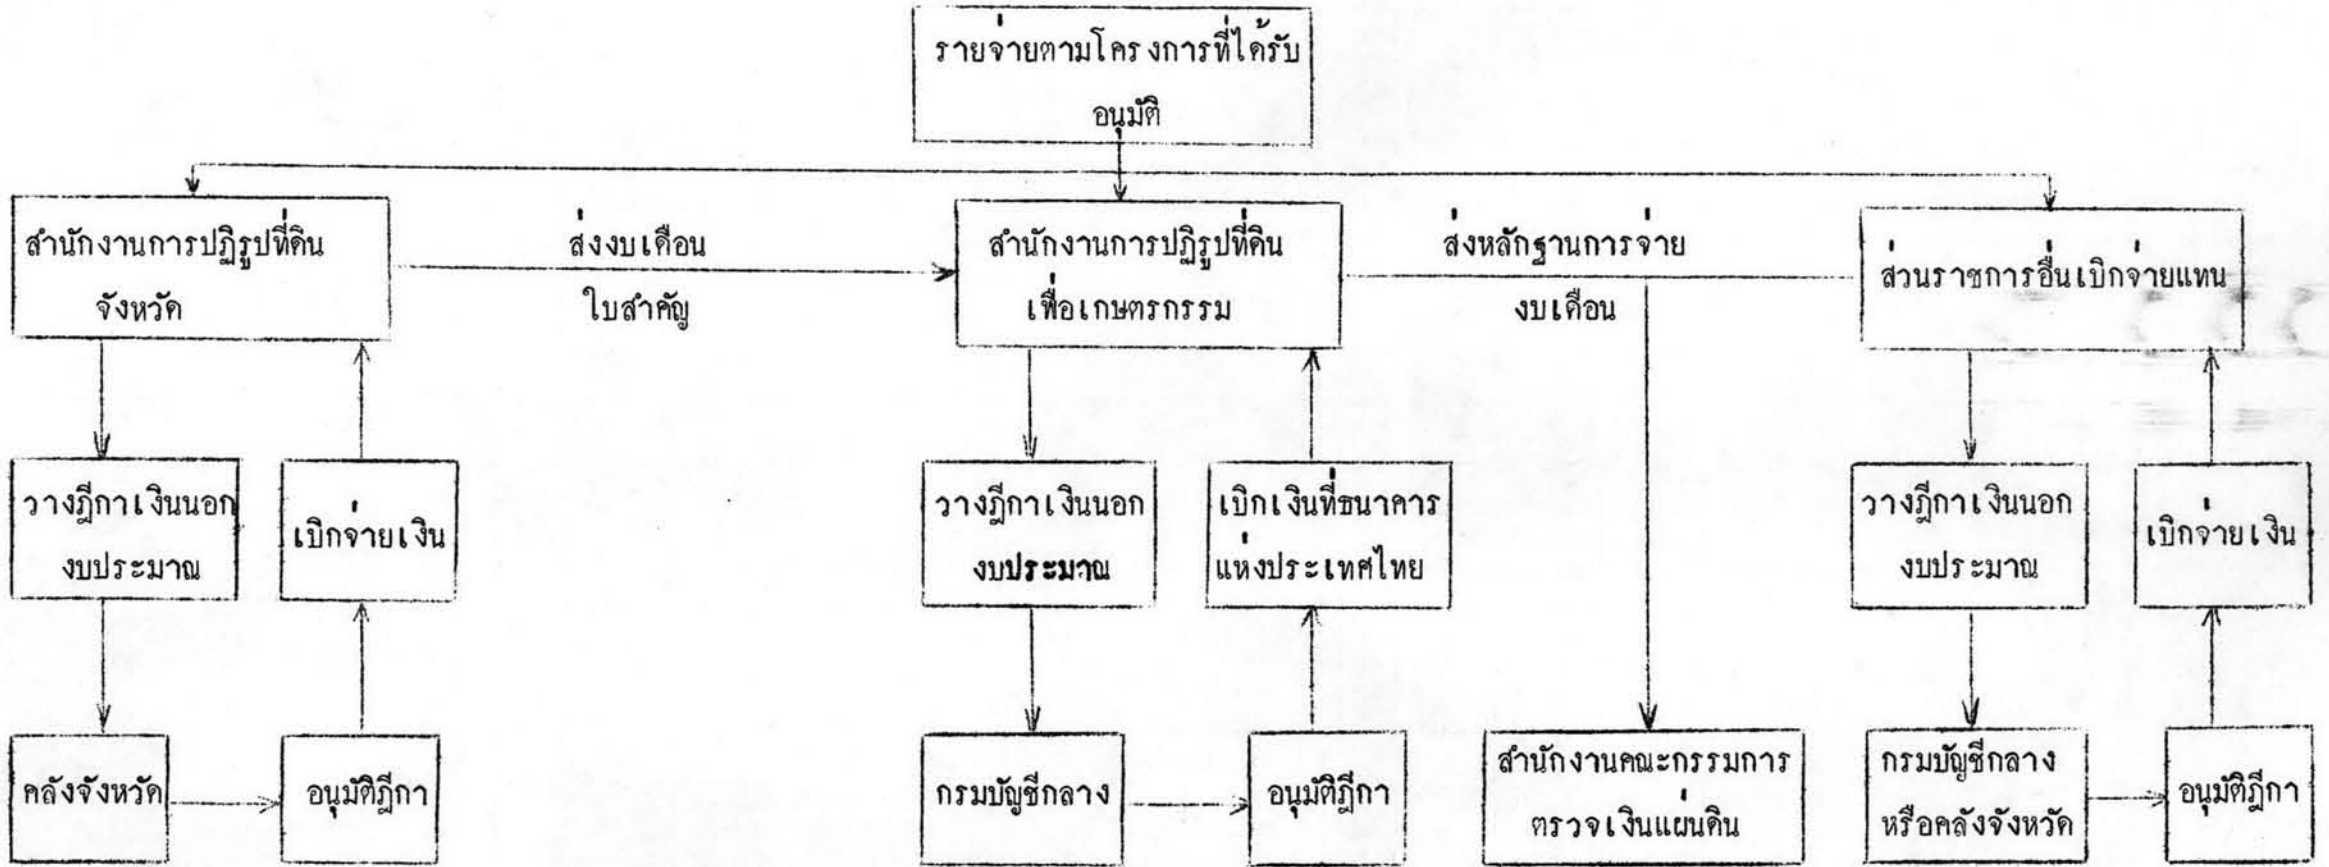 รายจ่ายตามโครงการที่ได้รับ
อนุมัติ
สำนักงานการปฏิรูปที่ดิน
จังหวัด
ส่งงบเดือน
ใบสำคัญ
สำนักงานการปฏิรูปที่ดิน
เพื่อเกษตรกรรม
ส่งหลักฐานการจ่าย
งบเดือน
ส่วนราชการอื่นเบิกจ่ายแทน
วางฎีกาเงินนอก
งบประมาณ
เบิกจ่ายเงิน
วางฎีกาเงินนอก
งบประมาณ
เบิกเงินที่ธนาคาร
แห่งประเทศไทย
วางฎีกาเงินนอก
งบประมาณ
เบิกจ่ายเงิน
คลังจังหวัด
อนุมัติฎีกา
กรมบัญชีกลาง
อนุมัติฎีกา
สำนักงานคณะกรรมการ
ตรวจเงินแผ่นดิน
กรมบัญชีกลาง
หรือคลังจังหวัด
อนุมัติฎีกา